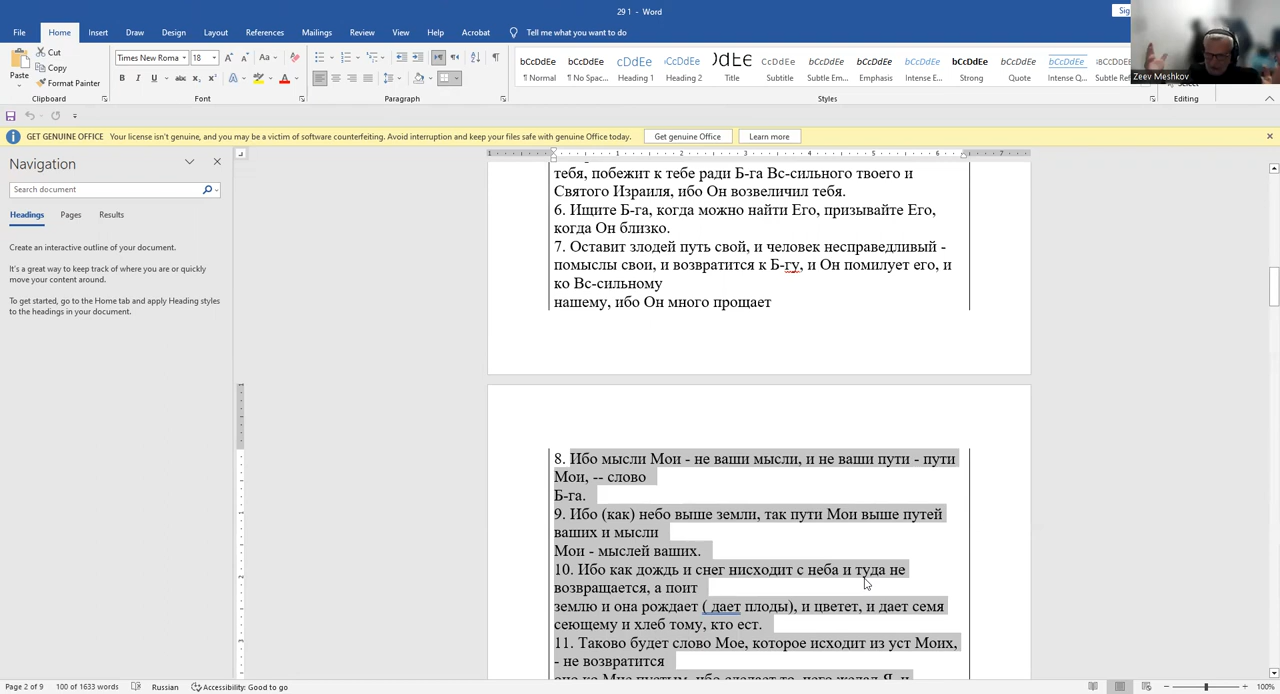 29 1 - Word
Sig
File Home Insert Draw Design Layout References Mailings Review View Help Acrobat Tell me what you want to do
Paste
Cut
Copy
Format Painter
Clipboard
Times New Roma 18
Font
Paragraph
¶ Normal
¶ No Spac...
Heading 1
Heading 2
Title
Subtitle
Subtle Em...
Emphasis
Intense E...
Strong
Quote
Intense Q...
Subtle Ref
Styles
Editing
Zeev Meshkov
GET GENUINE OFFICE Your license isn't genuine, and you may be a victim of software counterfeiting. Avoid interruption and keep your files safe with genuine Office today. Get genuine Office Learn more
Navigation
Search document
Headings Pages Results
Create an interactive outline of your document.
It's a great way to keep track of where you are or quickly
move your content around.
To get started, go to the Home tab and apply Heading styles
to the headings in your document.
тебя, побежит к тебе ради Б-га Вс-сильного твоего и
Святого Израиля, ибо Он возвеличил тебя.
6. Ищите Б-га, когда можно найти Его, призывайте Его,
когда Он близко.
7. Оставит злодей путь свой, и человек несправедливый -
помыслы свои, и возвратится к Б-гу, и Он помилует его, и
ко Вс-сильному
нашему, ибо Он много прощает
8. Ибо мысли Мои - не ваши мысли, и не ваши пути - пути
Мои, -- слово
Б-га.
9. Ибо (как) небо выше земли, так пути Мои выше путей
ваших и мысли
Мои - мыслей ваших.
10. Ибо как дождь и снег нисходит с неба и туда не
возвращается, а поит
землю и она рождает ( дает плоды), и цветет, и дает семя
сеющему и хлеб тому, кто ест.
11. Таково будет слово Мое, которое исходит из уст Моих,
- не возвратится
Page 2 of 9 100 of 1633 words Russian Accessibility: Good to go 100%